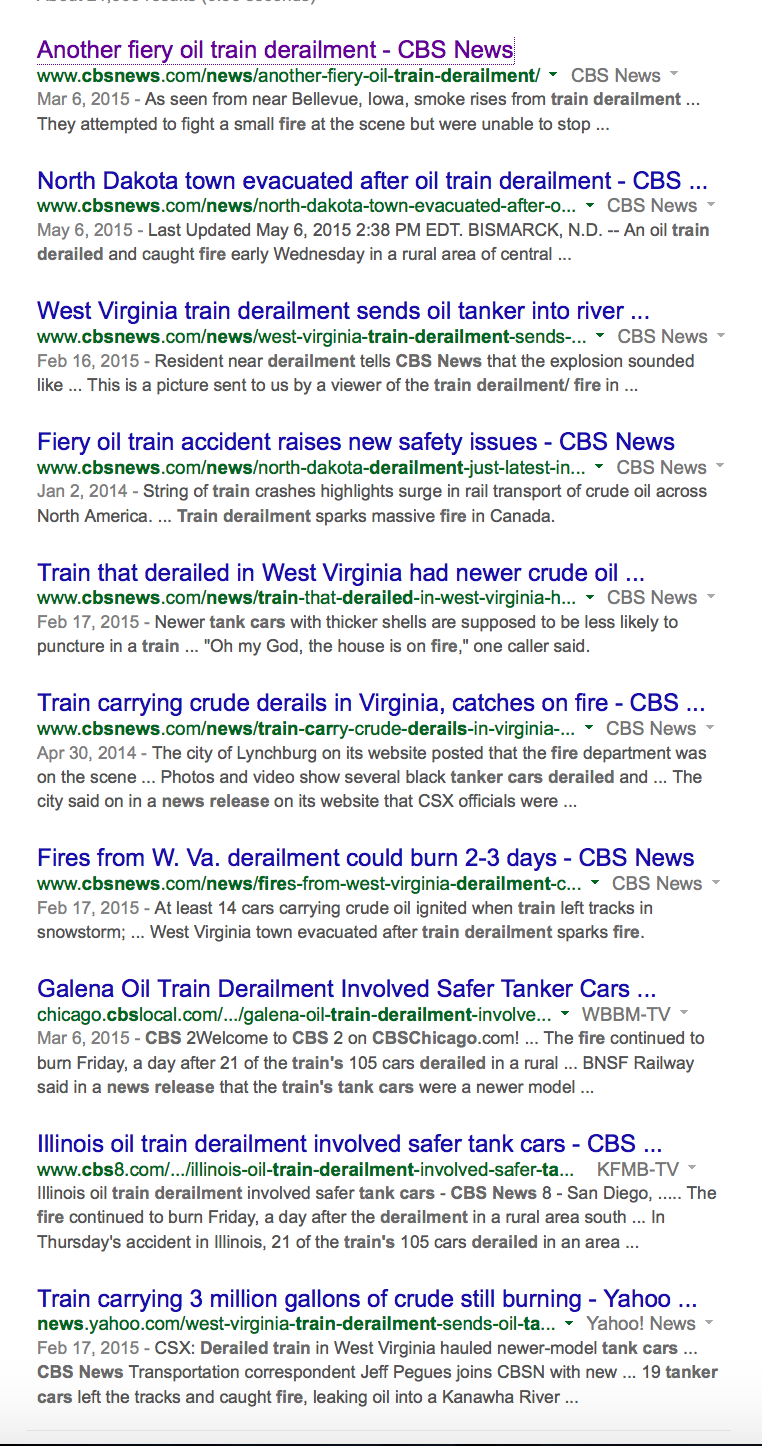 Another fiery oil train derailment - CBS News
www.cbsnews.com/news/another-fiery-oil-train-derailment/ CBS News
Mar 6, 2015 - As seen from near Bellevue, Iowa, smoke rises from train derailment ...
They attempted to fight a small fire at the scene but were unable to stop ...
North Dakota town evacuated after oil train derailment - CBS ...
www.cbsnews.com/news/north-dakota-town-evacuated-after-o... CBS News
May 6, 2015 - Last Updated May 6, 2015 2:38 PM EDT. BISMARCK, N.D. -- An oil train
derailed and caught fire early Wednesday in a rural area of central ...
West Virginia train derailment sends oil tanker into river ...
www.cbsnews.com/news/west-virginia-train-derailment-sends-... CBS News
Feb 16, 2015 - Resident near derailment tells CBS News that the explosion sounded
like ... This is a picture sent to us by a viewer of the train derailment/ fire in ...
Fiery oil train accident raises new safety issues - CBS News
www.cbsnews.com/news/north-dakota-derailment-just-latest-in... CBS News
Jan 2, 2014 - String of train crashes highlights surge in rail transport of crude oil across
North America. ... Train derailment sparks massive fire in Canada.
Train that derailed in West Virginia had newer crude oil ...
www.cbsnews.com/news/train-that-derailed-in-west-virginia-h... CBS News
Feb 17, 2015 - Newer tank cars with thicker shells are supposed to be less likely to
puncture in a train ... "Oh my God, the house is on fire," one caller said.
Train carrying crude derails in Virginia, catches on fire - CBS ...
www.cbsnews.com/news/train-carry-crude-derails-in-virginia-... CBS News
Apr 30, 2014 - The city of Lynchburg on its website posted that the fire department was
on the scene ... Photos and video show several black tanker cars derailed and ... The
city said on in a news release on its website that CSX officials were ...
Fires from W. Va. derailment could burn 2-3 days - CBS News
www.cbsnews.com/news/fires-from-west-virginia-derailment-c... CBS News
Feb 17, 2015 - At least 14 cars carrying crude oil ignited when train left tracks in
snowstorm; ... West Virginia town evacuated after train derailment sparks fire.
Galena Oil Train Derailment Involved Safer Tanker Cars ...
chicago.cbslocal.com/.../galena-oil-train-derailment-involve... WBBM-TV
Mar 6, 2015 - CBS 2Welcome to CBS 2 on CBSChicago.com! ... The fire continued to
burn Friday, a day after 21 of the train's 105 cars derailed in a rural ... BNSF Railway
said in a news release that the train's tank cars were a newer model ...
Illinois oil train derailment involved safer tank cars - CBS ...
www.cbs8.com/.../illinois-oil-train-derailment-involved-safer-ta... KFMB-TV
Illinois oil train derailment involved safer tank cars - CBS News 8 - San Diego, ..... The
fire continued to burn Friday, a day after the derailment in a rural area south ... In
Thursday's accident in Illinois, 21 of the train's 105 cars derailed in an area ...
Train carrying 3 million gallons of crude still burning - Yahoo ...
news.yahoo.com/west-virginia-train-derailment-sends-oil-ta... Yahoo! News
Feb 17, 2015 - CSX: Derailed train in West Virginia hauled newer-model tank cars ...
CBS News Transportation correspondent Jeff Pegues joins CBSN with new ... 19 tanker
cars left the tracks and caught fire, leaking oil into a Kanawha River ...